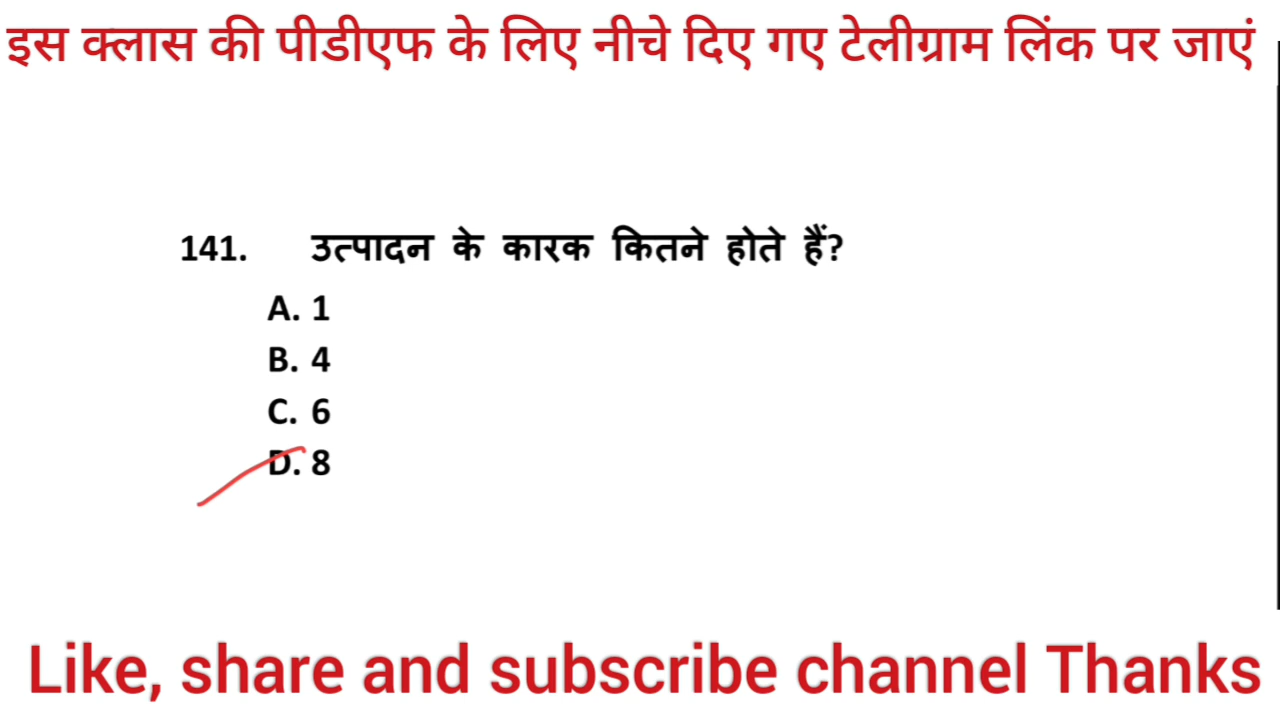 इस क्लास की पीडीएफ के लिए नीचे दिए गए टेलीग्राम लिंक पर जाएं
141. उत्पादन के कारक कितने होते हैं?
A. 1
B. 4
C. 6
D. 8
Like, share and subscribe channel Thanks